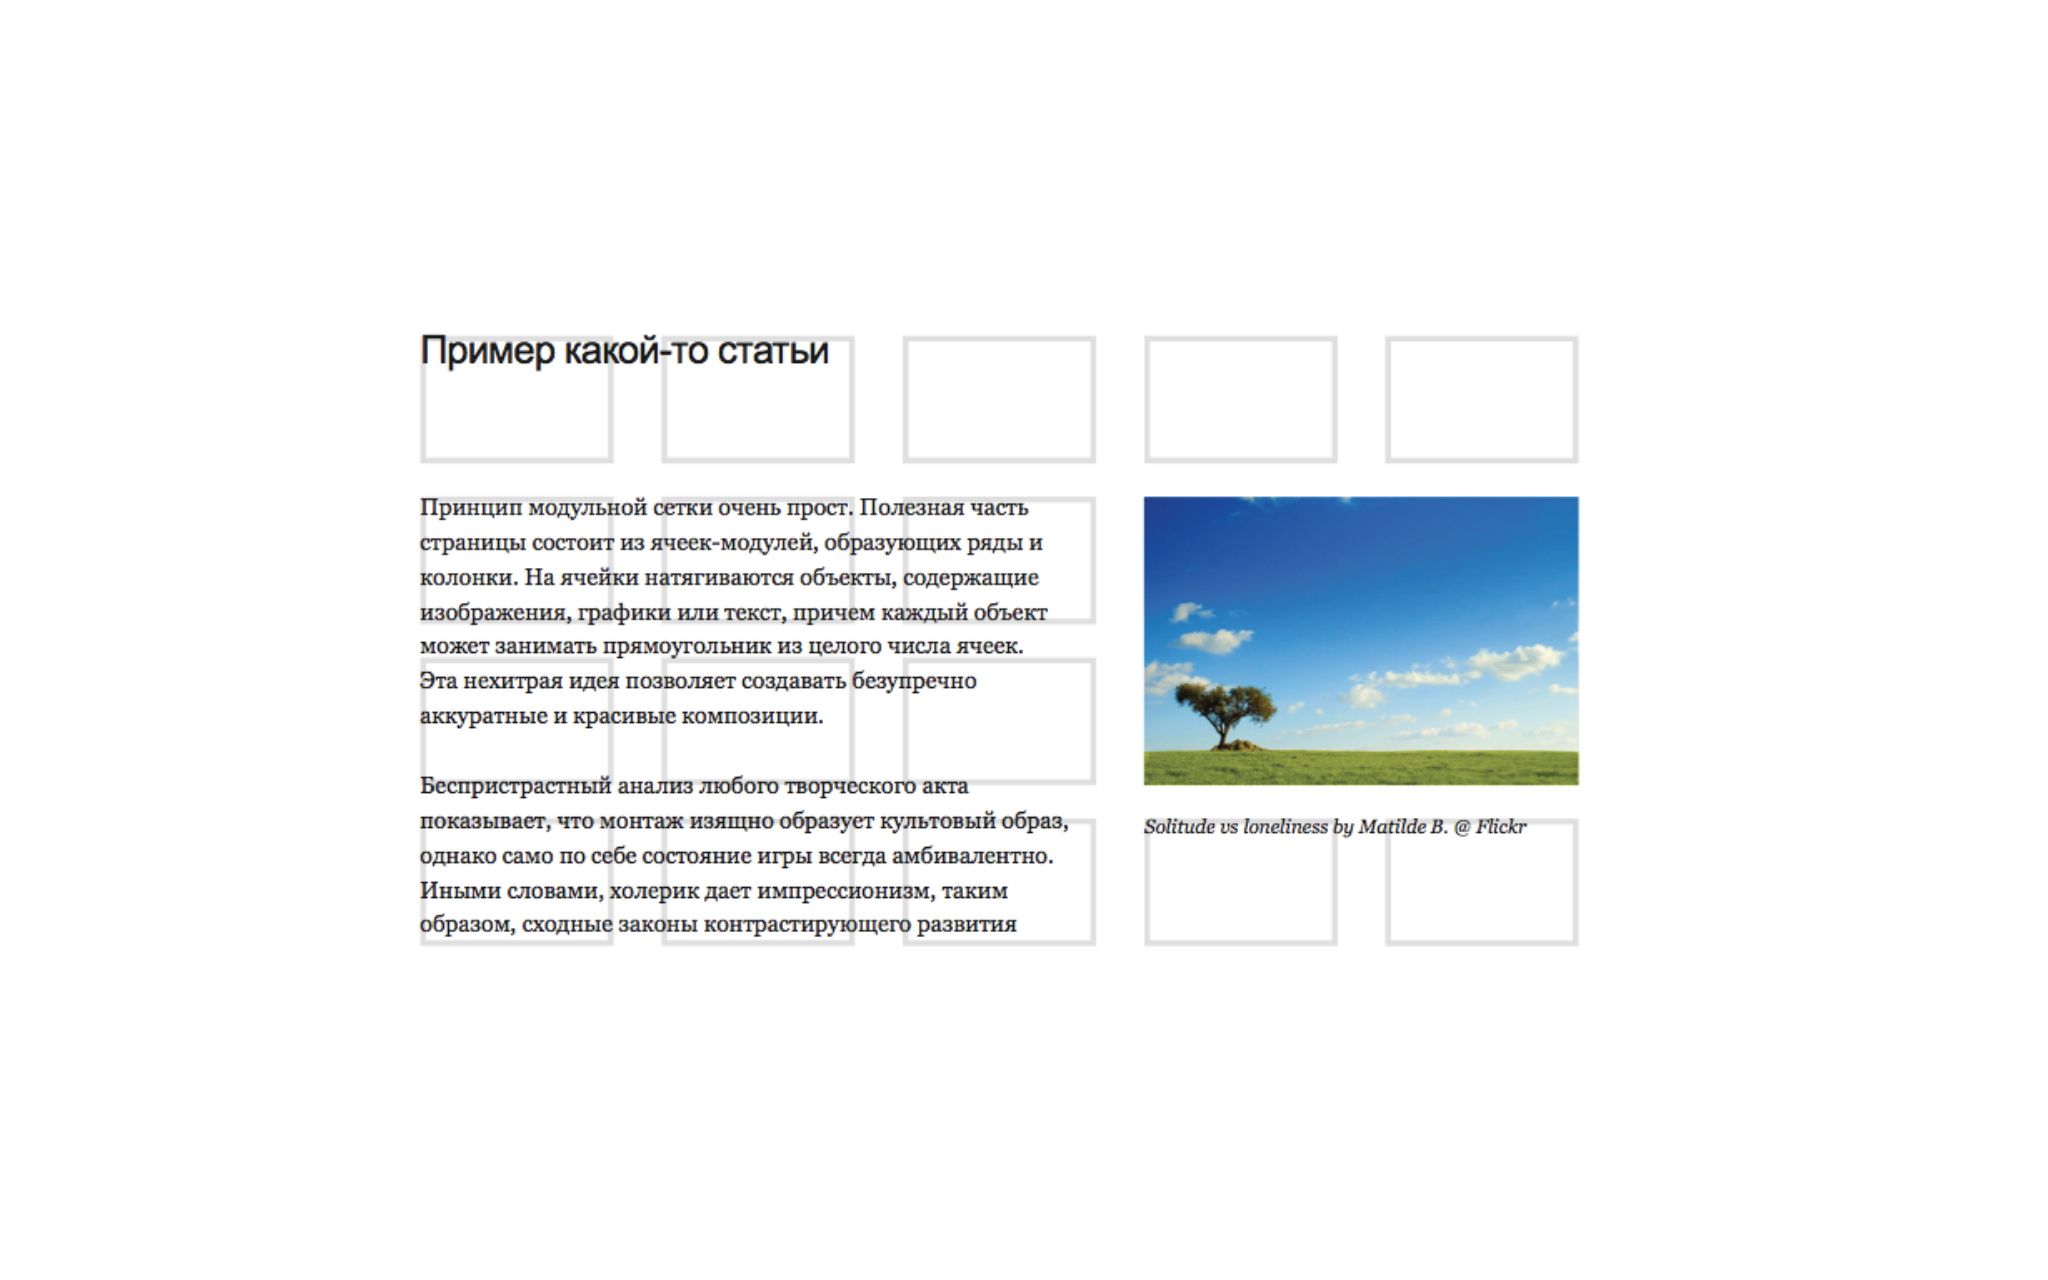 Пример какой-то статьи
Принцип модульной сетки очень прост. Полезная часть
страницы состоит из ячеек-модулей, образующих ряды и
колонки. На ячейки натягиваются объекты, содержащие
изображения, графики или текст, причем каждый объект
может занимать прямоугольник из целого числа ячеек.
Эта нехитрая идея позволяет создавать безупречно
аккуратные и красивые композиции.
Беспристрастный анализ любого творческого акта
показывает, что монтаж изящно образует культовый образ,
однако само по себе состояние игры всегда амбивалентно.
Иными словами, холерик дает импрессионизм, таким
образом, сходные законы контрастирующего развития
Solitude vs loneliness by Matilde B. @ Flickr